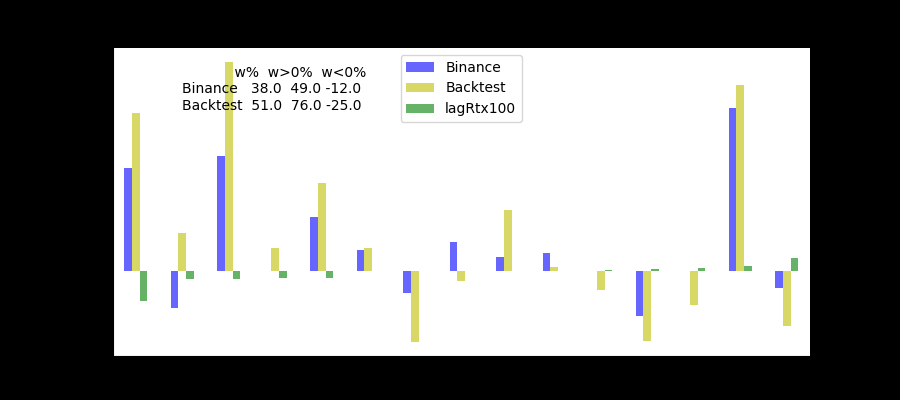 w%  w>0%  w<0%
Binance   38.0  49.0 -12.0
Backtest  51.0  76.0 -25.0
Binance
Backtest
lagRtx100